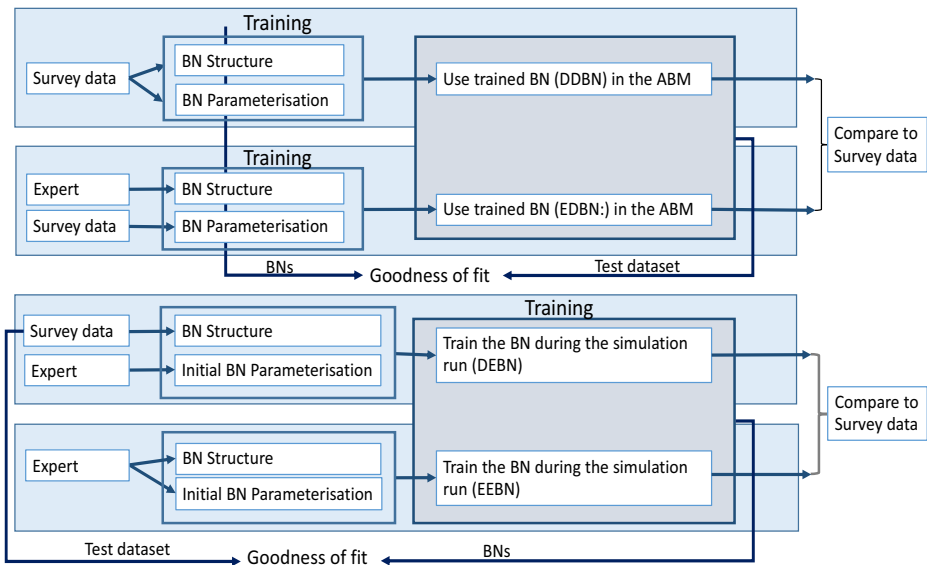 Training
Survey data
BN Structure
BN Parameterisation
Use trained BN (DDBN) in the ABM
Compare to
Survey data
Training
Expert
Survey data
BN Structure
BN Parameterisation
Use trained BN (EDBN:) in the ABM
BNs
Goodness of fit
Test dataset
Training
Survey data
Expert
BN Structure
Initial BN Parameterisation
Train the BN during the simulation
run (DEBN)
Compare to
Survey data
Expert
BN Structure
Initial BN Parameterisation
Train the BN during the simulation
run (EEBN)
Test dataset
Goodness of fit
BNs